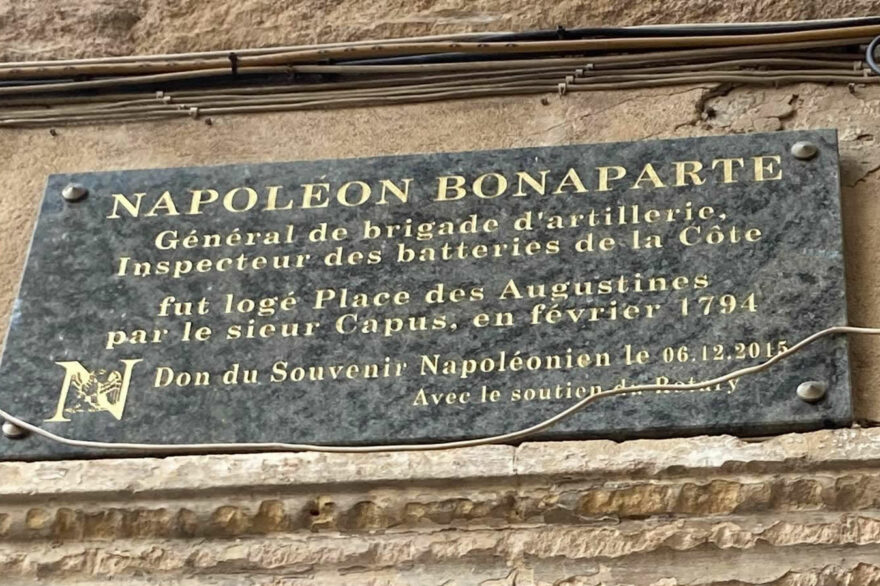 NAPOLÉON BONAPARTE
Général de brigade d'artillerie,
Inspecteur des batteries de la Côte
fut logé Place des Augustines
par le sieur Capus, en février 1794
N
Don du Souvenir Napoléonien le 06.12.2015
Avec le soutien du Rotary